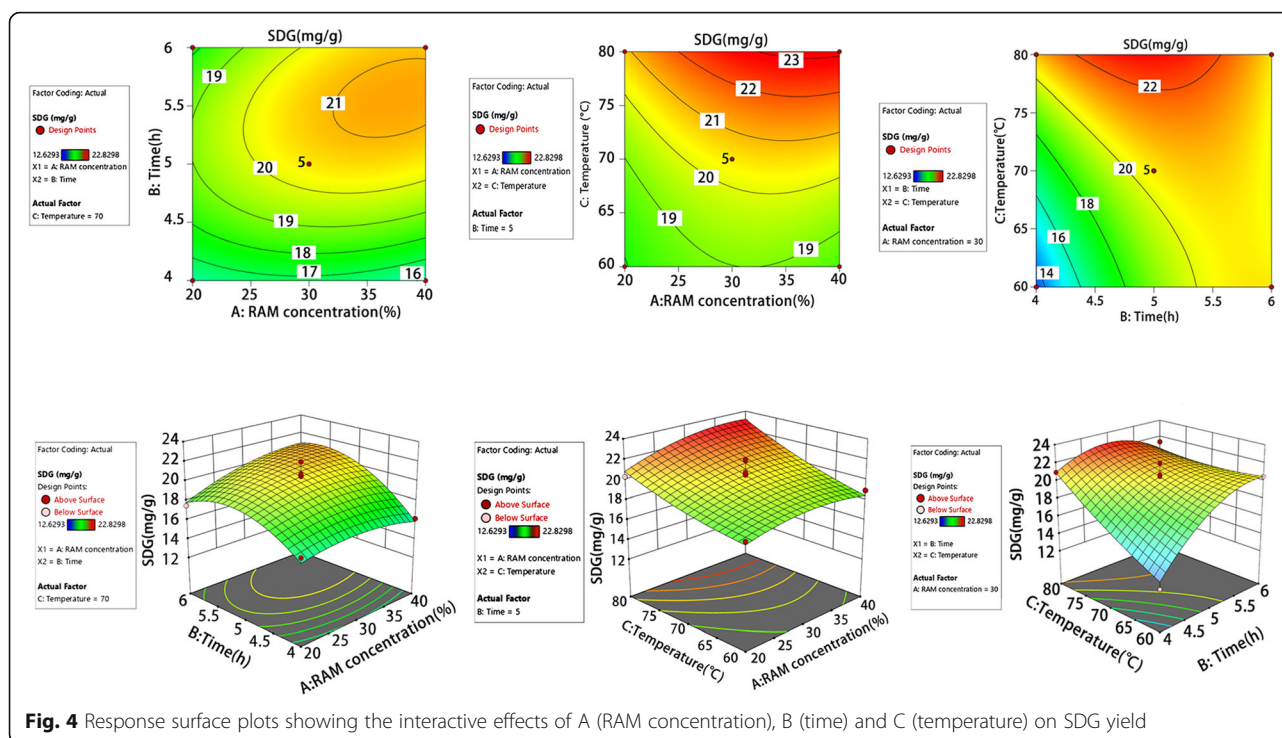 SDG(mg/g)
Factor Coding: Actual
SDG (mg/g)
Design Points
12.6293 22.8298
X1 = A: RAM concentration
X2 = B: Time
Actual Factor
C: Temperature = 70
B: Time(h)
6
5.5
5
4.5
4
19
21
5
20
19
18
17
16
20 25 30 35 40
A: RAM concentration(%)
SDG(mg/g)
Factor Coding: Actual
SDG (mg/g)
Design Points
12.6293 22.8298
X1 = A: RAM concentration
X2 = C: Temperature
Actual Factor
B: Time = 5
C: Temperature (°C)
80
75
70
65
60
23
22
21
5
20
19
19
20 25 30 35 40
A:RAM concentration(%)
SDG(mg/g)
Factor Coding: Actual
SDG (mg/g)
Design Points
12.6293 22.8298
X1 = B: Time
X2 = C: Temperature
Actual Factor
A: RAM concentration = 30
C:Temperature(℃)
80
75
70
65
60
22
20
5
18
16
14
4 4.5 5 5.5 6
B: Time(h)
Factor Coding: Actual
SDG (mg/g)
Design Points:
Above Surface
Below Surface
12.6293 22.8298
X1 = A: RAM concentration
X2 = B: Time
Actual Factor
C: Temperature = 70
SDG(mg/g)
24
22
20
18
16
14
12
6
5.5
5
4.5
4
B:Time(h)
20
25
30
35
40
A:RAM concentration(%)
Factor Coding: Actual
SDG (mg/g)
Design Points:
Above Surface
Below Surface
12.6293 22.8298
X1 = A: RAM concentration
X2 = C: Temperature
Actual Factor
B: Time = 5
SDG(mg/g)
24
22
20
18
16
14
12
80
75
70
65
60
C:Temperature(℃)
20
25
30
35
40
A:RAM concentration(%)
Factor Coding: Actual
SDG (mg/g)
Design Points:
Above Surface
Below Surface
12.6293 22.8298
X1 = B: Time
X2 = C: Temperature
Actual Factor
A: RAM concentration = 30
SDG(mg/g)
24
22
20
18
16
14
12
80
75
70
65
60
C:Temperature(℃)
4
4.5
5
5.5
6
B: Time(h)
Fig. 4 Response surface plots showing the interactive effects of A (RAM concentration), B (time) and C (temperature) on SDG yield